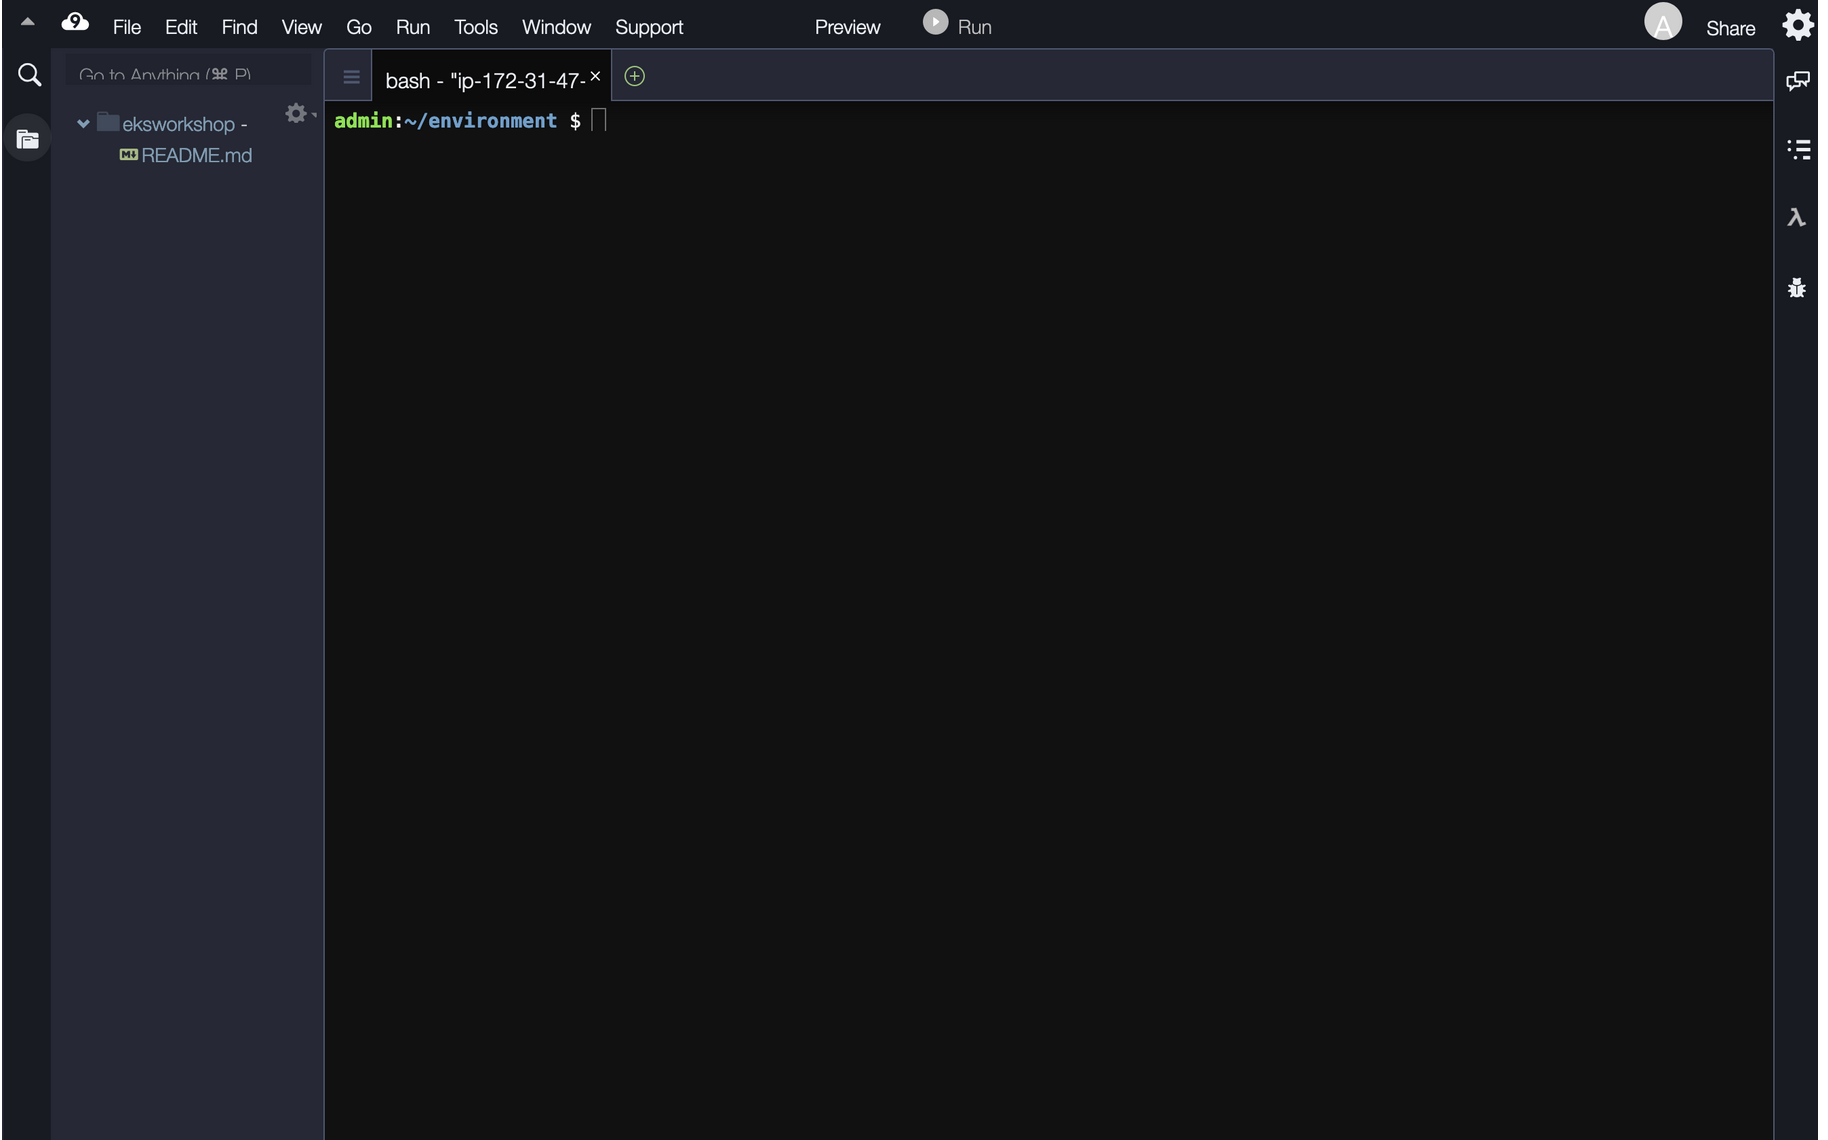 9 File Edit Find View Go Run Tools Window Support Preview Run A Share
Go to Anything (⌘ P)
bash - "ip-172-31-47- ×
eksworkshop -
README.md
admin:~/environment $
λ